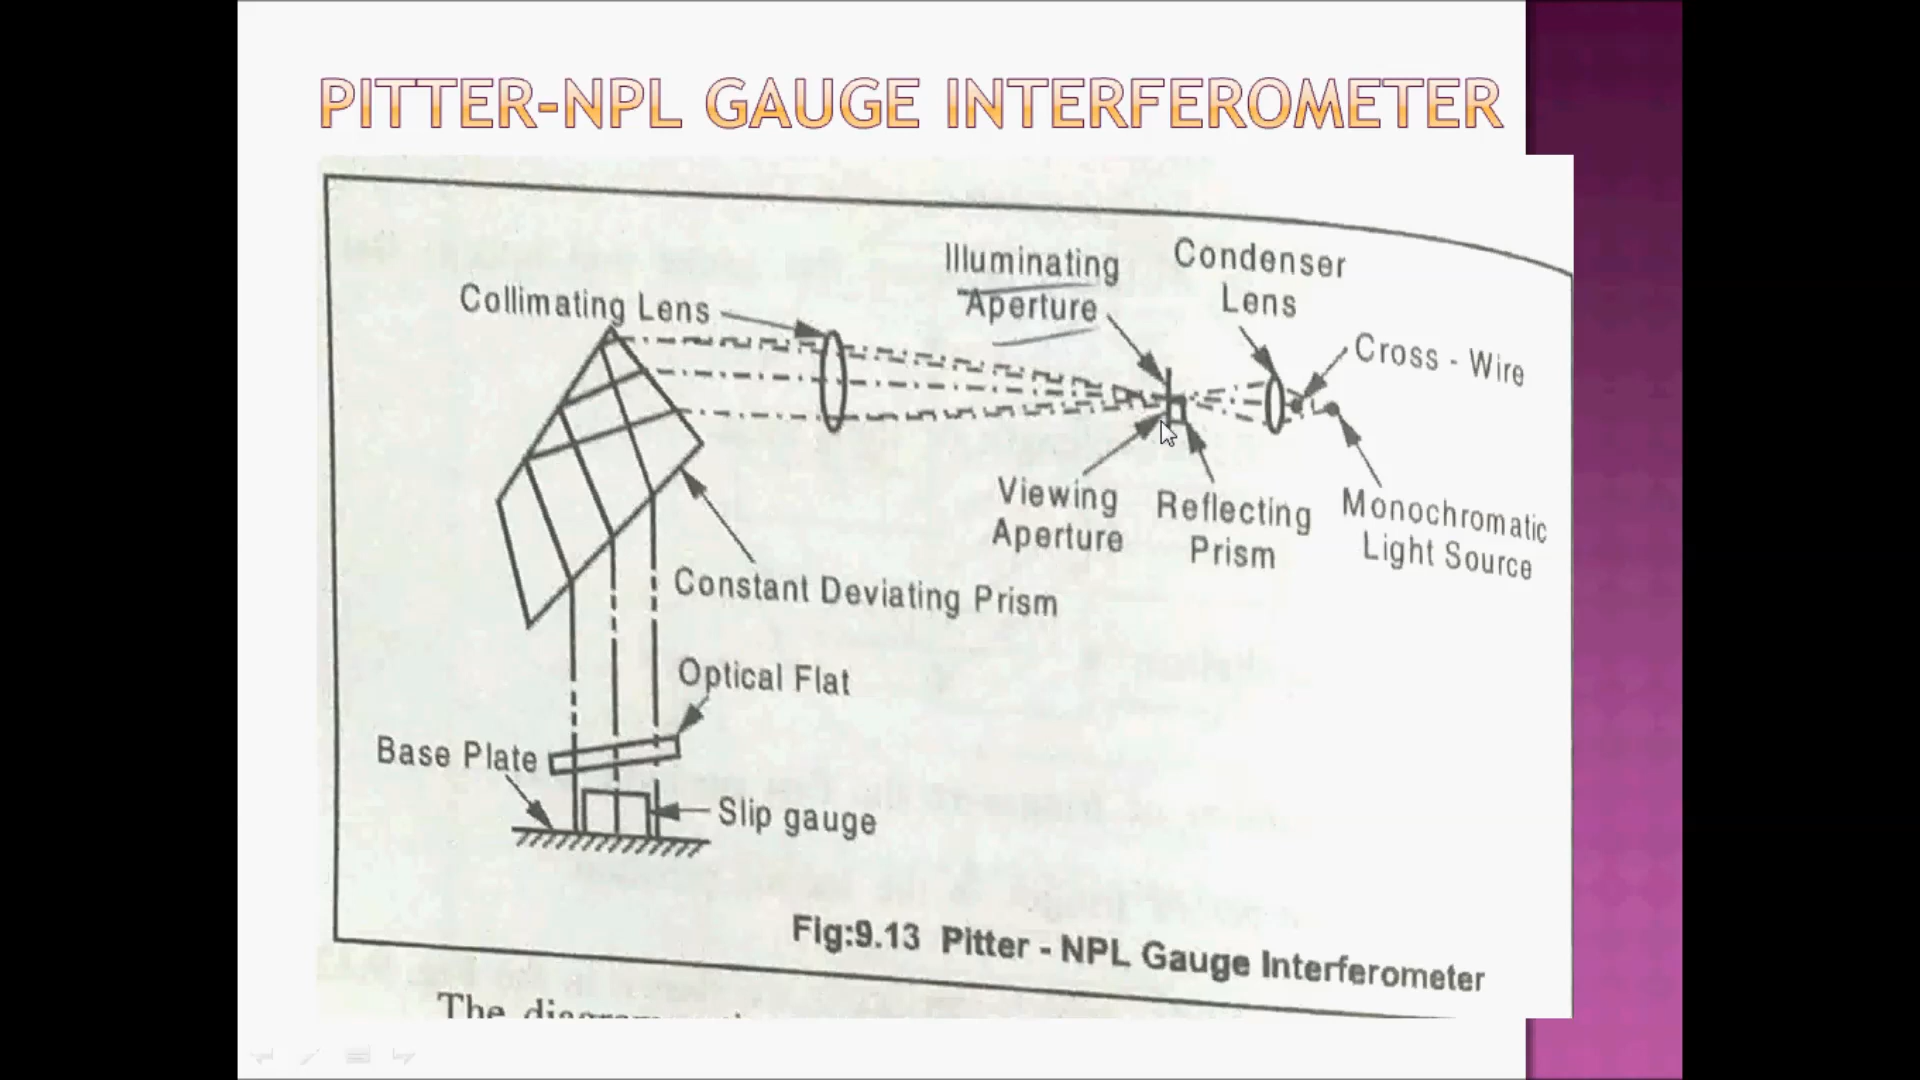 PITTER-NPL GAUGE INTERFEROMETER
Illuminating
Aperture
Condenser
Lens
Collimating Lens
Cross - Wire
Viewing
Aperture
Reflecting
Prism
Monochromatic
Light Source
Constant Deviating Prism
Optical Flat
Base Plate
Slip gauge
Fig:9.13 Pitter - NPL Gauge Interferometer
The